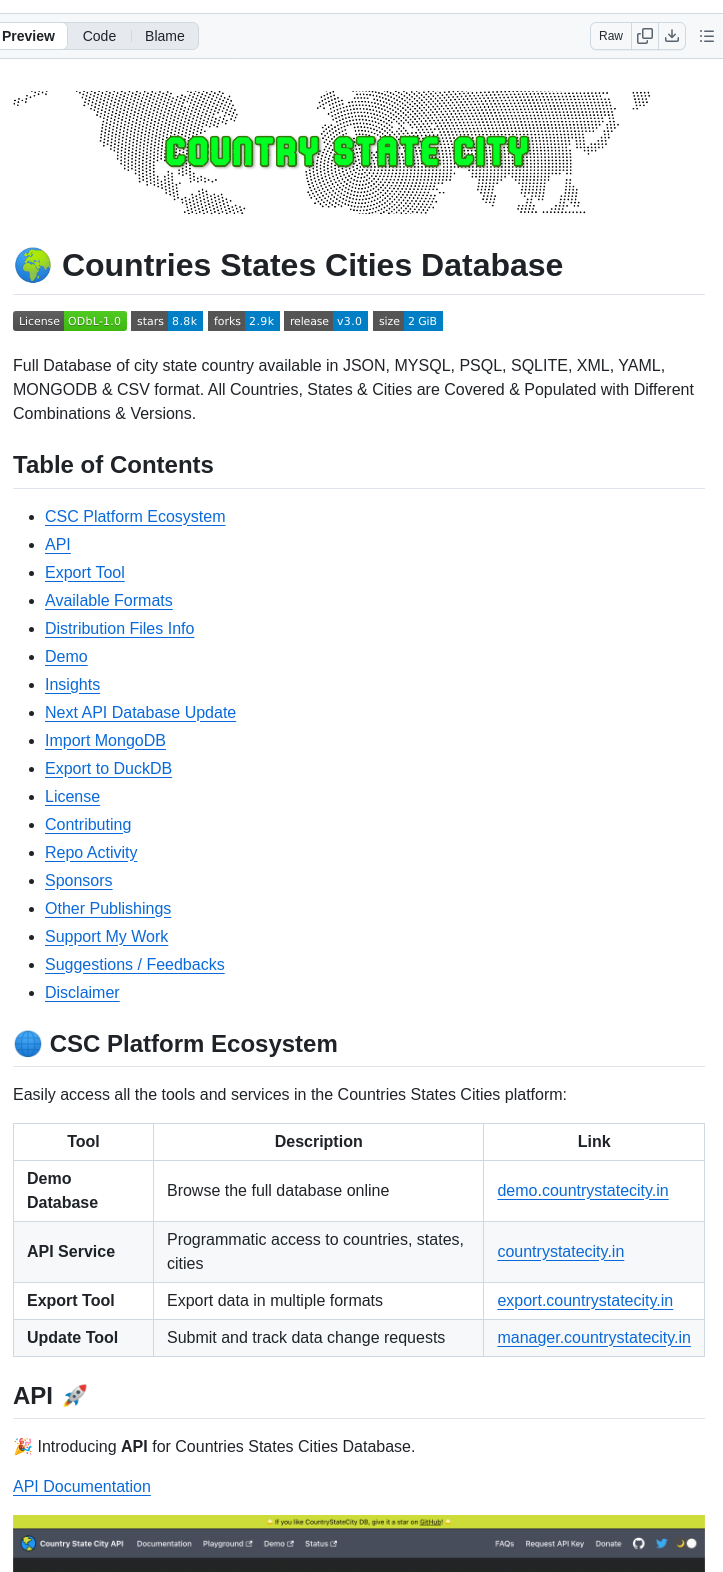 Preview Code Blame Raw
COUNTRY STATE CITY
Countries States Cities Database
License ODbL-1.0 stars 8.8k forks 2.9k release v3.0 size 2 GiB
Full Database of city state country available in JSON, MYSQL, PSQL, SQLITE, XML, YAML,
MONGODB & CSV format. All Countries, States & Cities are Covered & Populated with Different
Combinations & Versions.
Table of Contents
CSC Platform Ecosystem
API
Export Tool
Available Formats
Distribution Files Info
Demo
Insights
Next API Database Update
Import MongoDB
Export to DuckDB
License
Contributing
Repo Activity
Sponsors
Other Publishings
Support My Work
Suggestions / Feedbacks
Disclaimer
CSC Platform Ecosystem
Easily access all the tools and services in the Countries States Cities platform:
Tool Description Link
Demo
Database
Browse the full database online
demo.countrystatecity.in
API Service
Programmatic access to countries, states,
cities
countrystatecity.in
Export Tool Export data in multiple formats export.countrystatecity.in
Update Tool Submit and track data change requests manager.countrystatecity.in
API
Introducing API for Countries States Cities Database.
API Documentation
If you like CountryStateCity DB, give it a star on GitHub!
Country State City API Documentation Playground Demo Status FAQs Request API Key Donate